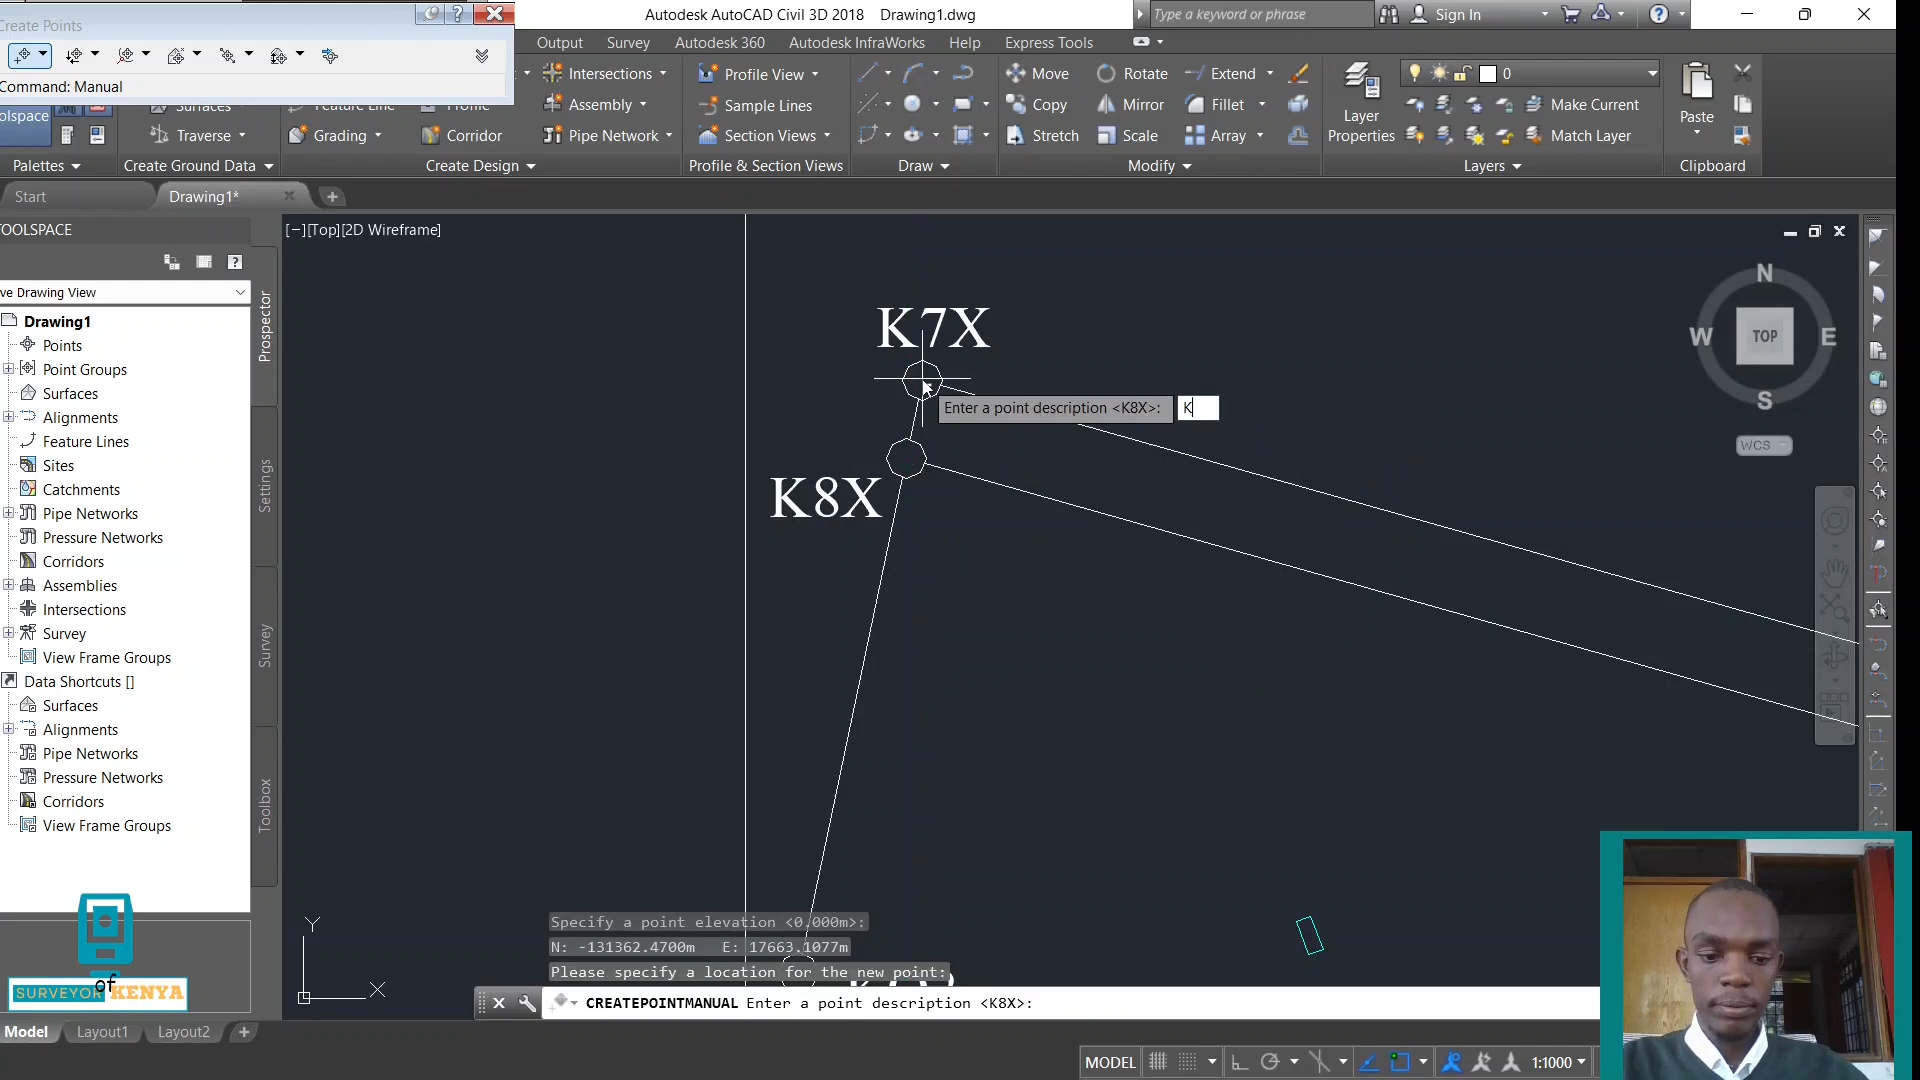 Create Points
Autodesk AutoCAD Civil 3D 2018 Drawing1.dwg
Type a keyword or phrase
Sign In
Output Survey Autodesk 360 Autodesk InfraWorks Help Express Tools
Command: Manual
Intersections
Profile View
Move Rotate Extend
0
Assembly
Sample Lines
Copy Mirror Fillet
Make Current
Traverse
Grading
Corridor
Pipe Network
Section Views
Stretch Scale Array
Layer Properties
Match Layer
Paste
Palettes
Create Ground Data
Create Design
Profile & Section Views
Draw
Modify
Layers
Clipboard
Start
Drawing1*
TOOLSPACE
[−][Top][2D Wireframe]
ve Drawing View
Prospector
Settings
Survey
Toolbox
Drawing1
Points
Point Groups
Surfaces
Alignments
Feature Lines
Sites
Catchments
Pipe Networks
Pressure Networks
Corridors
Assemblies
Intersections
Survey
View Frame Groups
Data Shortcuts []
Surfaces
Alignments
Pipe Networks
Pressure Networks
Corridors
View Frame Groups
N
W TOP E
S
WCS
K7X
Enter a point description <K8X>: K
K8X
Specify a point elevation <0.000m>:
N: -131362.4700m E: 17663.1077m
Please specify a location for the new point:
CREATEPOINTMANUAL Enter a point description <K8X>:
Y
X
SURVEYOR of KENYA
Model Layout1 Layout2
MODEL
1:1000